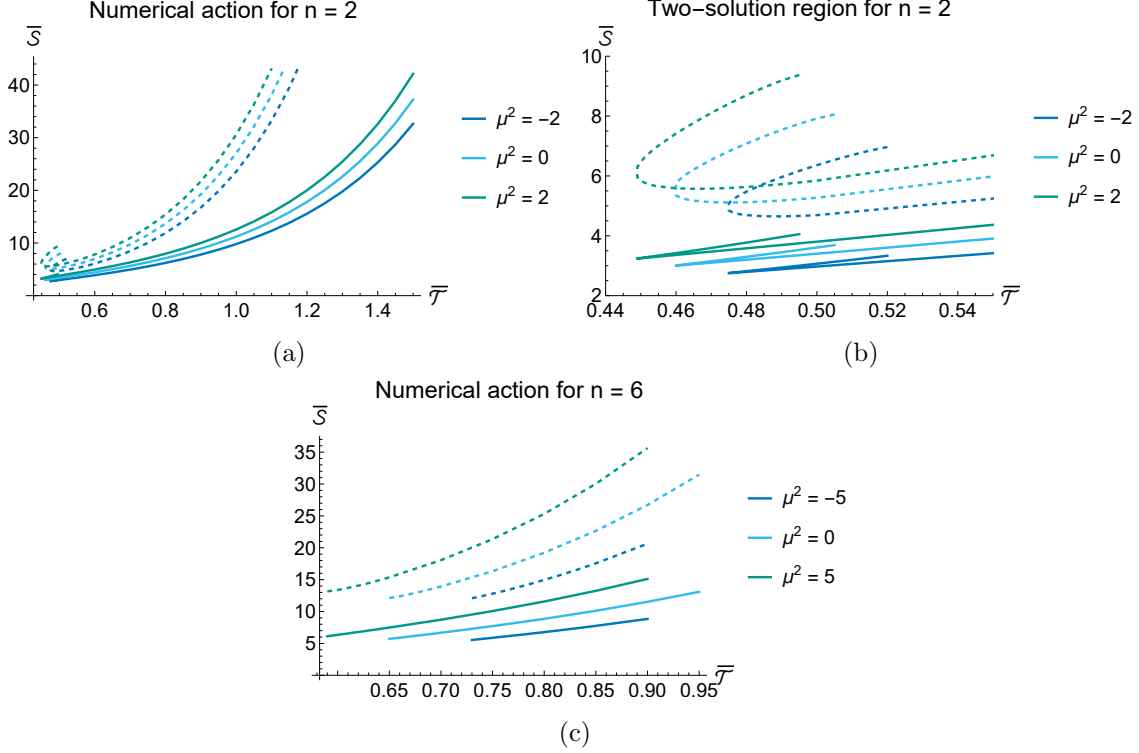 Numerical action for n = 2
S̅
40
30
20
10
0.6 0.8 1.0 1.2 1.4
𝒯̅
μ² = −2
μ² = 0
μ² = 2
(a)
Two−solution region for n = 2
S̅
10
8
6
4
2
0.44 0.46 0.48 0.50 0.52 0.54
𝒯̅
μ² = −2
μ² = 0
μ² = 2
(b)
Numerical action for n = 6
S̅
35
30
25
20
15
10
5
0.65 0.70 0.75 0.80 0.85 0.90 0.95
𝒯̅
μ² = −5
μ² = 0
μ² = 5
(c)